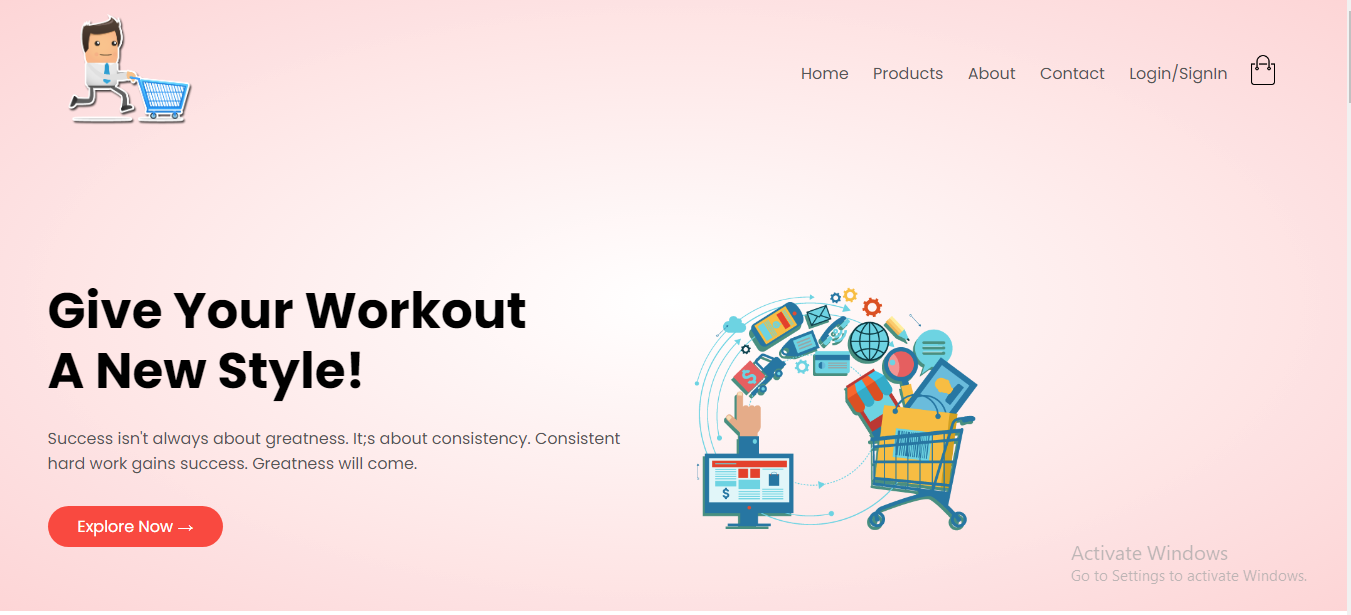 Home Products About Contact Login/SignIn
Give Your Workout
A New Style!
Success isn't always about greatness. It;s about consistency. Consistent
hard work gains success. Greatness will come.
Explore Now →
$
$
Activate Windows
Go to Settings to activate Windows.